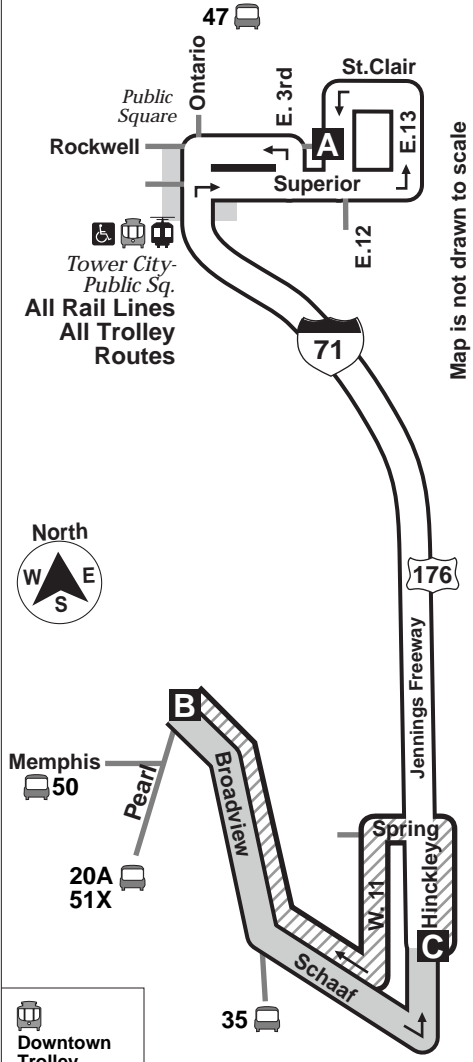 47
Ontario
E. 3rd
St.Clair
Public
Square
Rockwell
A
E.13
Superior
E.12
Tower City-
Public Sq.
All Rail Lines
All Trolley
Routes
71
Map is not drawn to scale
North
W
E
S
176
Jennings Freeway
B
Memphis
50
Pearl
Broadview
20A
51X
Spring
W. 11
Hinckley
C
Schaaf
35
Downtown
Trolley